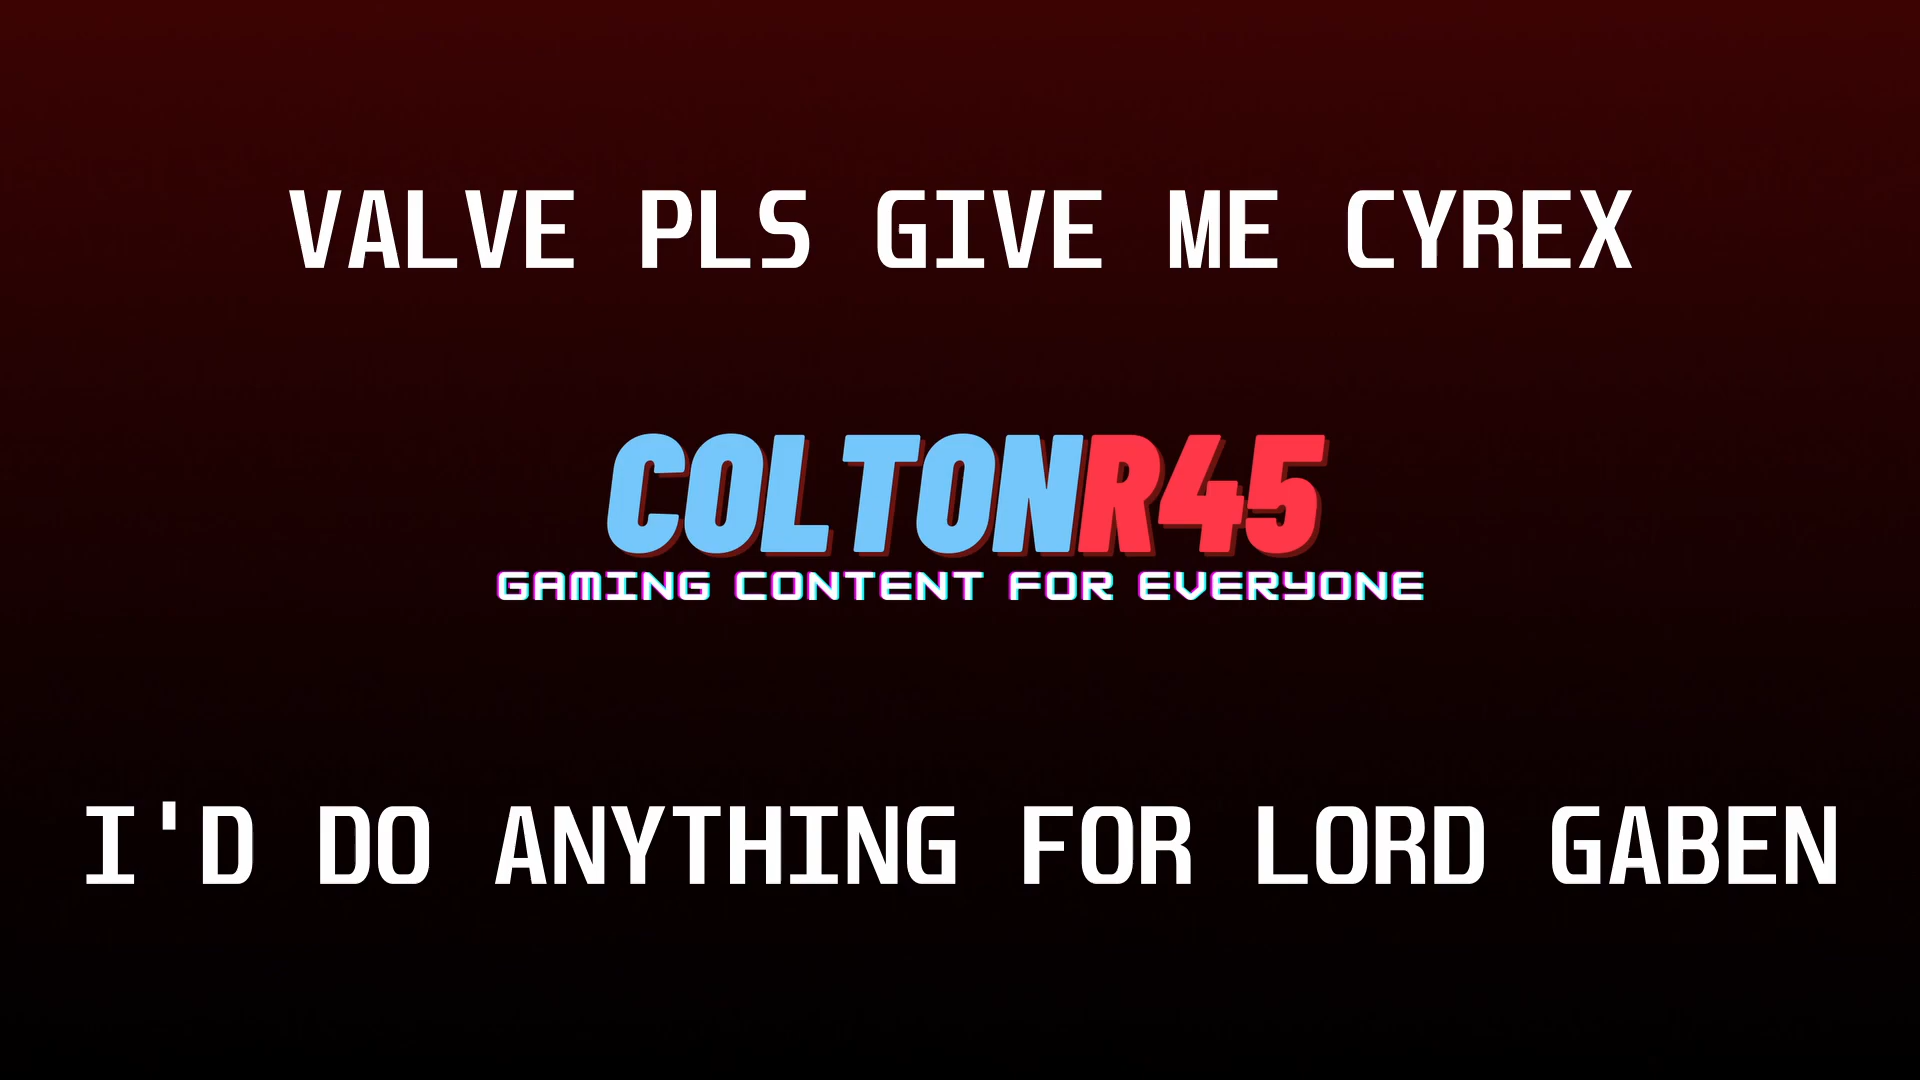 VALVE PLS GIVE ME CYREX
COLTONR45
GAMING CONTENT FOR EVERYONE
I'D DO ANYTHING FOR LORD GABEN